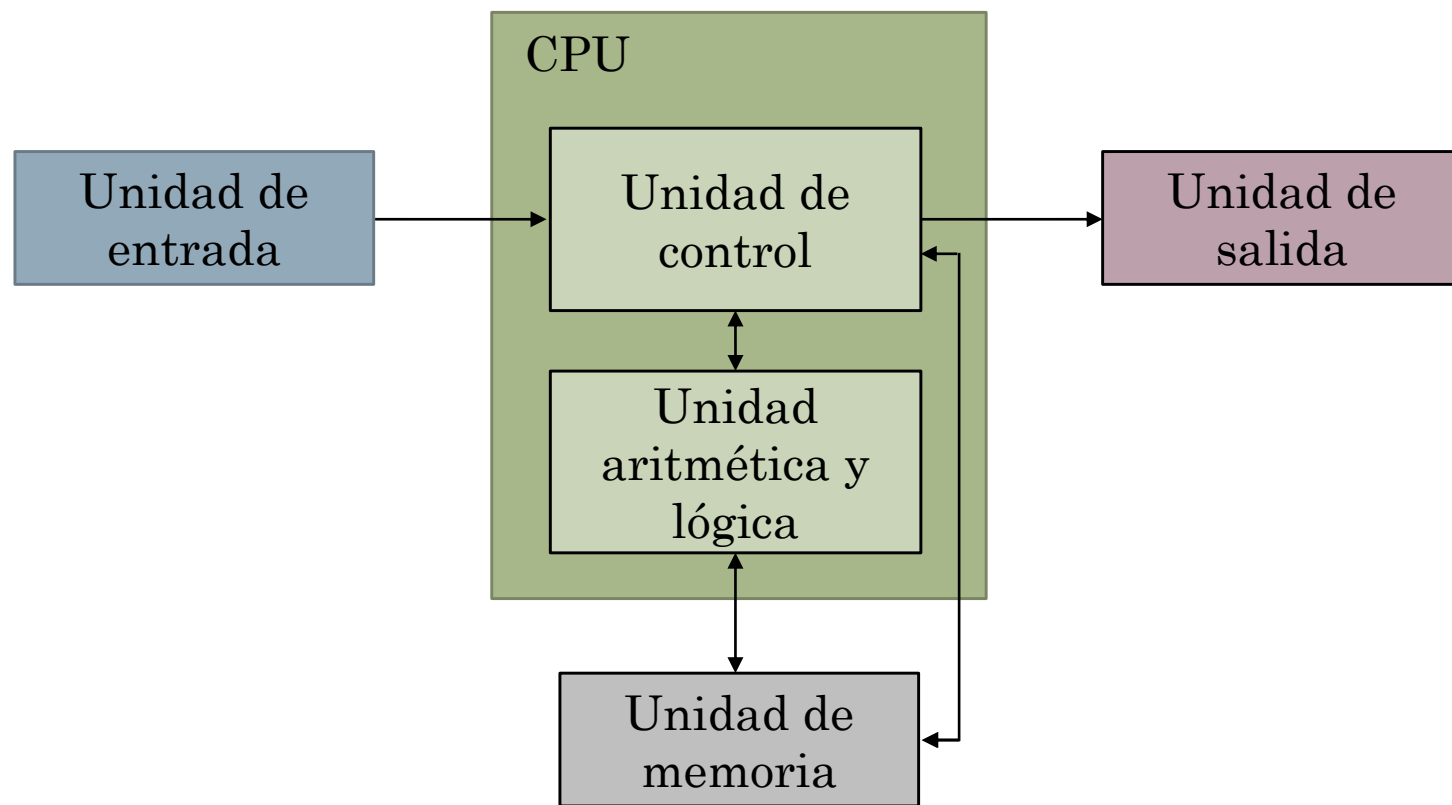 CPU
Unidad de
entrada
Unidad de
control
Unidad de
salida
Unidad
aritmética y
lógica
Unidad de
memoria